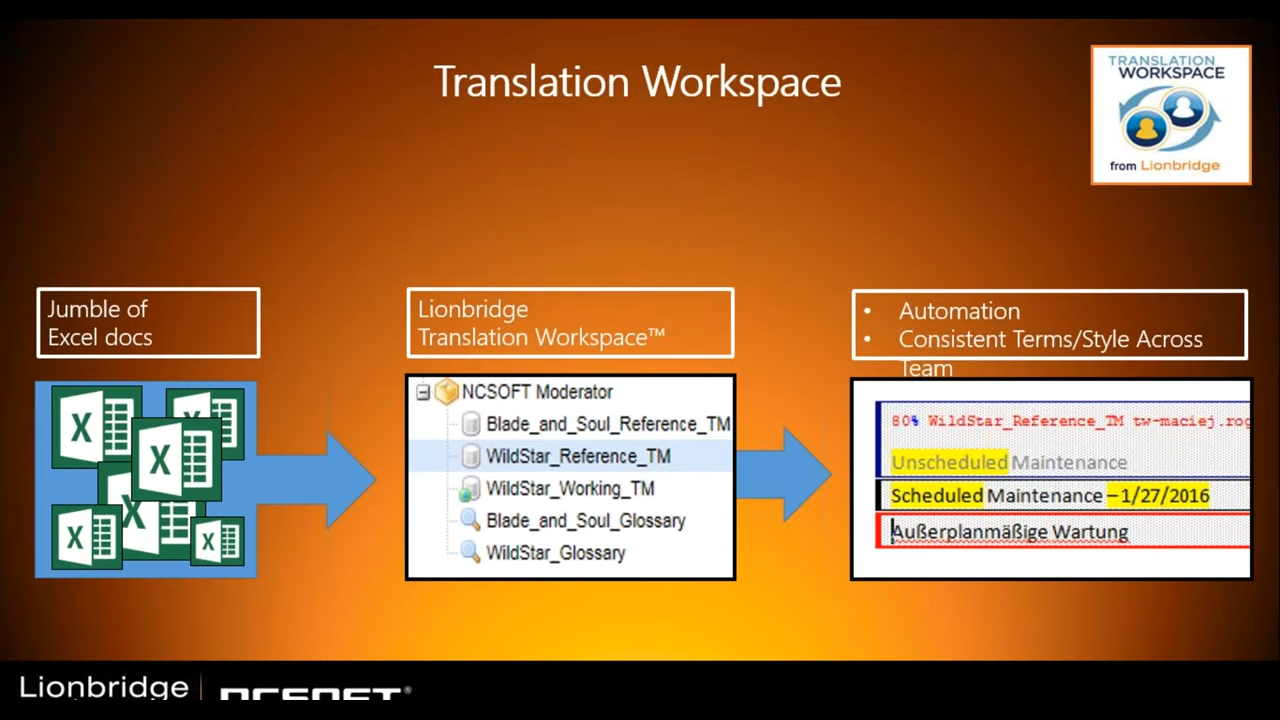 Translation Workspace
TRANSLATION
WORKSPACE
from Lionbridge
Jumble of
Excel docs
X
X
X
X
X
X
Lionbridge
Translation Workspace™
NCSOFT Moderator
Blade_and_Soul_Reference_TM
WildStar_Reference_TM
WildStar_Working_TM
Blade_and_Soul_Glossary
WildStar_Glossary
• Automation
• Consistent Terms/Style Across
Team
80% WildStar_Reference_TM tw-maciej.rog
Unscheduled Maintenance
Scheduled Maintenance – 1/27/2016
Außerplanmäßige Wartung
Lionbridge
NCSOFT®